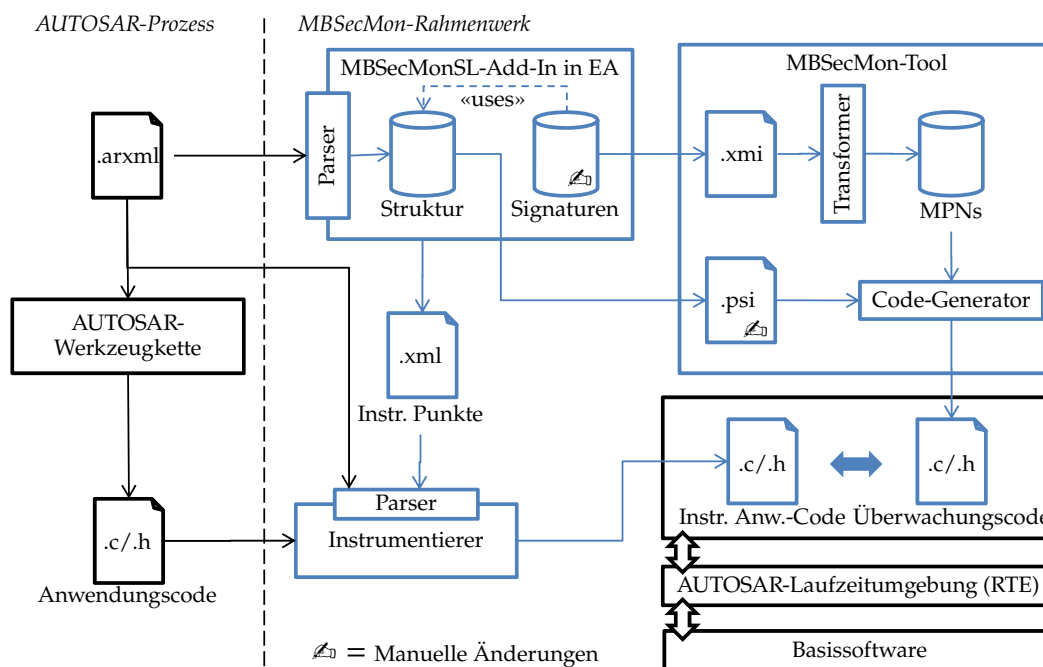 AUTOSAR-Prozess
MBSecMon-Rahmenwerk
MBSecMonSL-Add-In in EA
«uses»
Parser
Struktur
Signaturen
MBSecMon-Tool
.arxml
.xmi
Transformer
MPNs
.psi
Code-Generator
AUTOSAR-
Werkzeugkette
.xml
Instr. Punkte
.c/.h
.c/.h
Instr. Anw.-Code
Überwachungscode
Parser
Instrumentierer
.c/.h
Anwendungscode
AUTOSAR-Laufzeitumgebung (RTE)
Basissoftware
✍ = Manuelle Änderungen